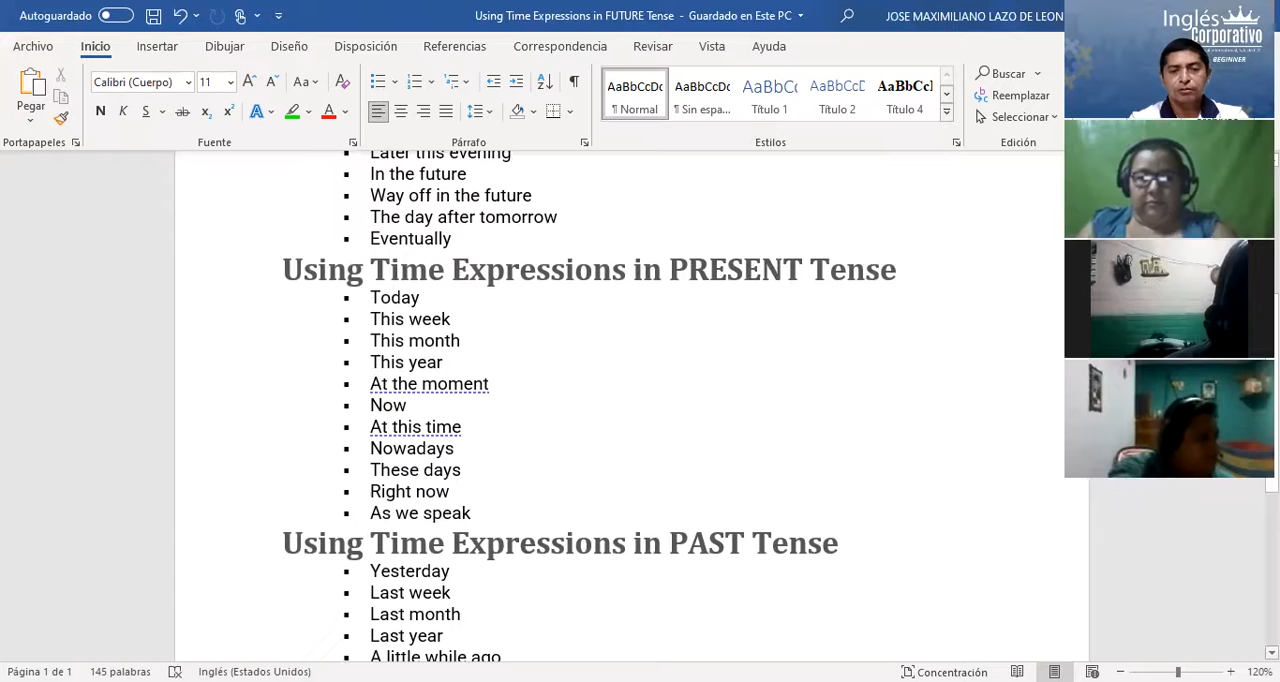 Autoguardado
Using Time Expressions in FUTURE Tense - Guardado en Este PC
JOSE MAXIMILIANO LAZO DE LEON
Archivo Inicio Insertar Dibujar Diseño Disposición Referencias Correspondencia Revisar Vista Ayuda
Pegar
Calibri (Cuerpo) 11
Portapapeles
Fuente
Párrafo
AaBbCcDc AaBbCcDc AaBbCc AaBbCcD AaBbCcI
¶ Normal ¶ Sin espa... Título 1 Título 2 Título 4
Estilos
Buscar
Reemplazar
Seleccionar
Edición
Inglés
Corporativo
BEGINNER
Later this evening
In the future
Way off in the future
The day after tomorrow
Eventually
Using Time Expressions in PRESENT Tense
Today
This week
This month
This year
At the moment
Now
At this time
Nowadays
These days
Right now
As we speak
Using Time Expressions in PAST Tense
Yesterday
Last week
Last month
Last year
A little while ago
Página 1 de 1 145 palabras Inglés (Estados Unidos) Concentración 120%